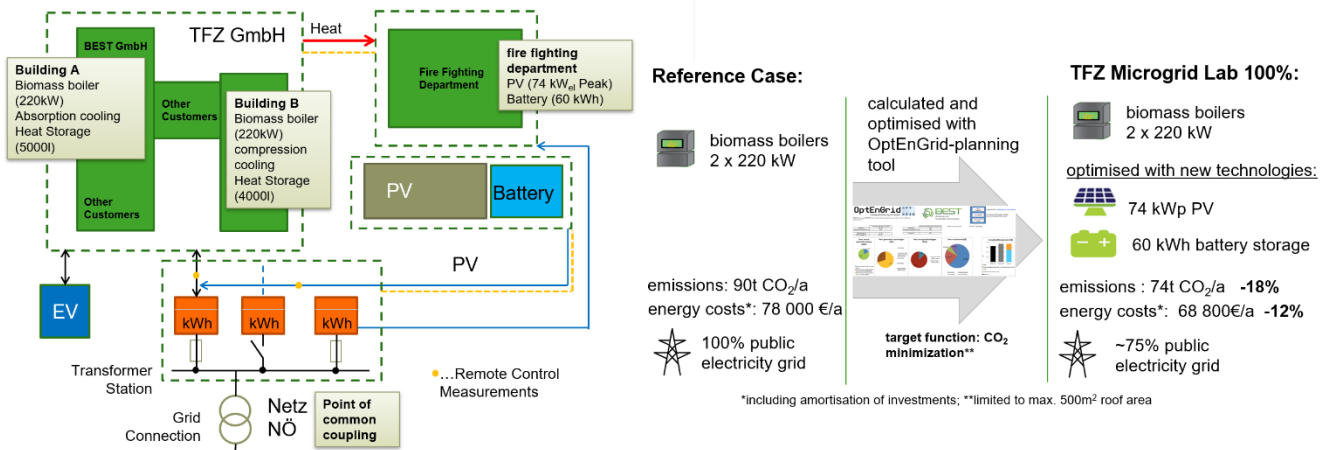 TFZ GmbH
BEST GmbH
Building A
Biomass boiler
(220kW)
Absorption cooling
Heat Storage
(5000l)
Other
Customers
Building B
Biomass boiler
(220kW)
compression
cooling
Heat Storage
(4000l)
Other
Customers
Heat
Fire Fighting
Department
fire fighting
department
PV (74 kWel Peak)
Battery (60 kWh)
PV
Battery
PV
EV
kWh
kWh
kWh
Transformer
Station
...Remote Control
Measurements
Grid
Connection
Netz
NÖ
Point of
common
coupling
Reference Case:
biomass boilers
2 x 220 kW
emissions: 90t CO2/a
energy costs*: 78 000 €/a
100% public
electricity grid
calculated and
optimised with
OptEnGrid-planning
tool
OptEnGrid
BEST
target function: CO2
minimization**
TFZ Microgrid Lab 100%:
biomass boilers
2 x 220 kW
optimised with new technologies:
74 kWp PV
60 kWh battery storage
emissions : 74t CO2/a -18%
energy costs*: 68 800€/a -12%
~75% public
electricity grid
*including amortisation of investments; **limited to max. 500m² roof area